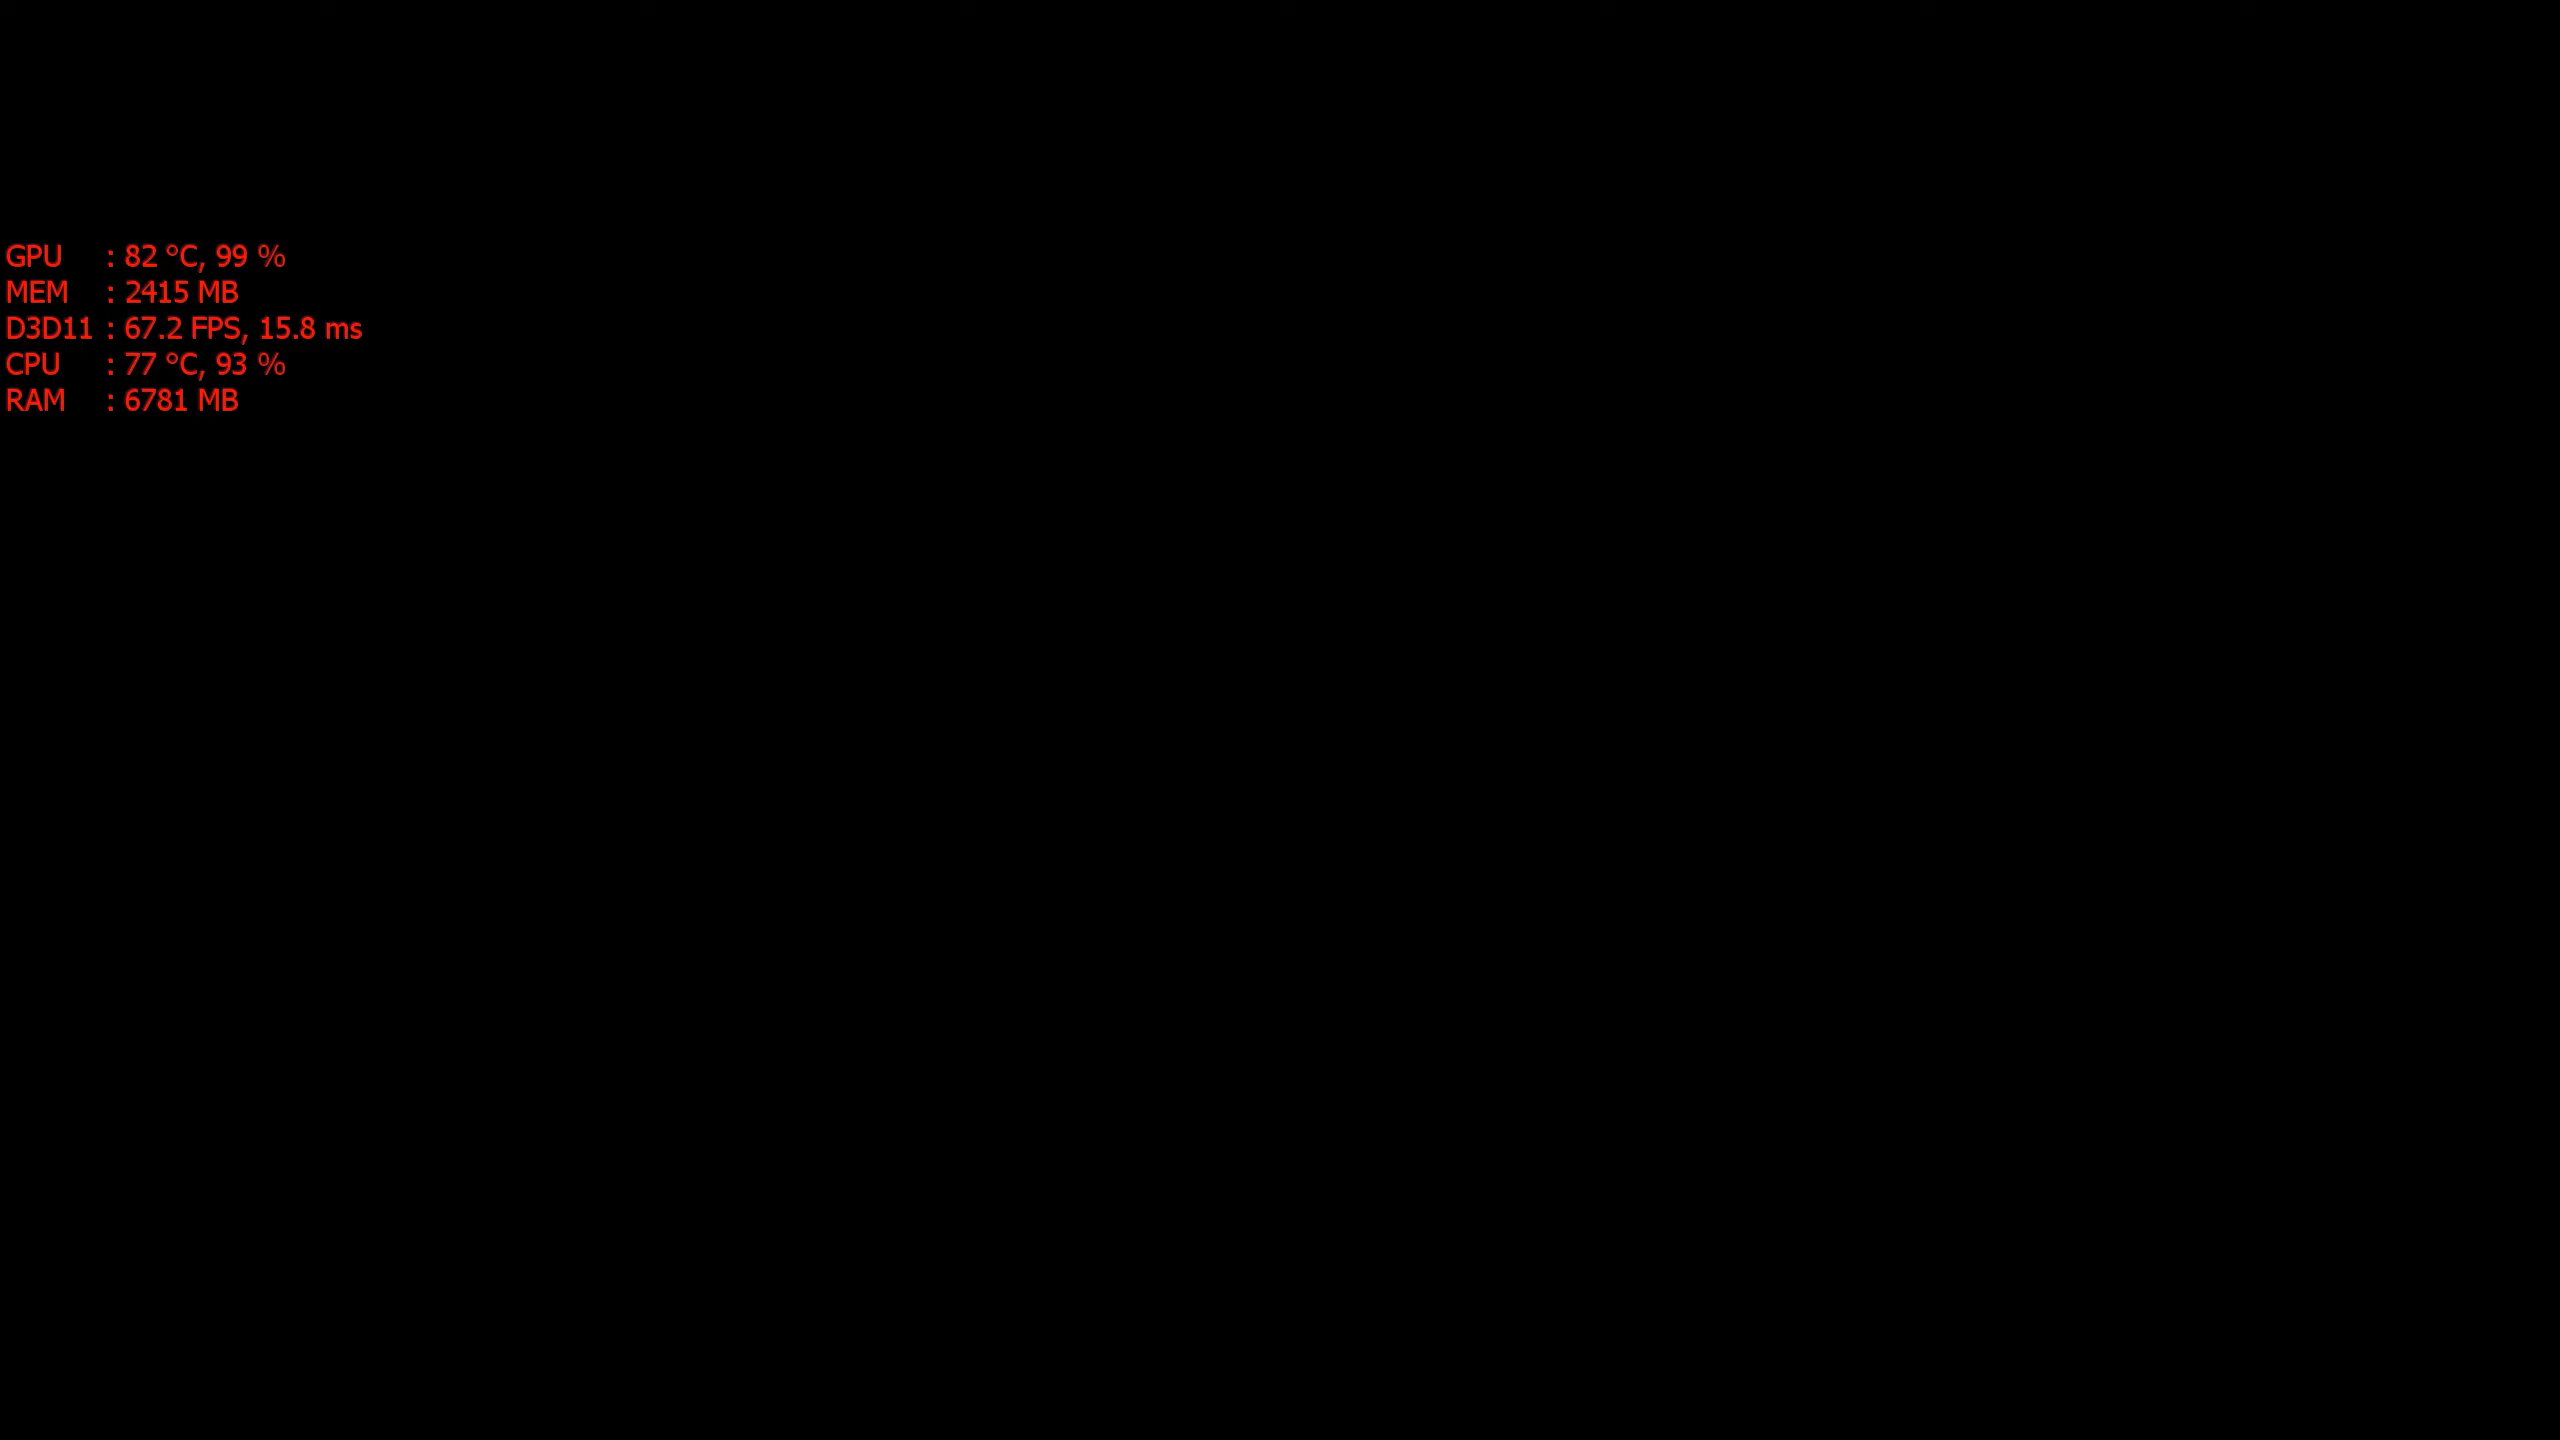 GPU : 82 °C, 99 %
MEM : 2415 MB
D3D11 : 67.2 FPS, 15.8 ms
CPU : 77 °C, 93 %
RAM : 6781 MB